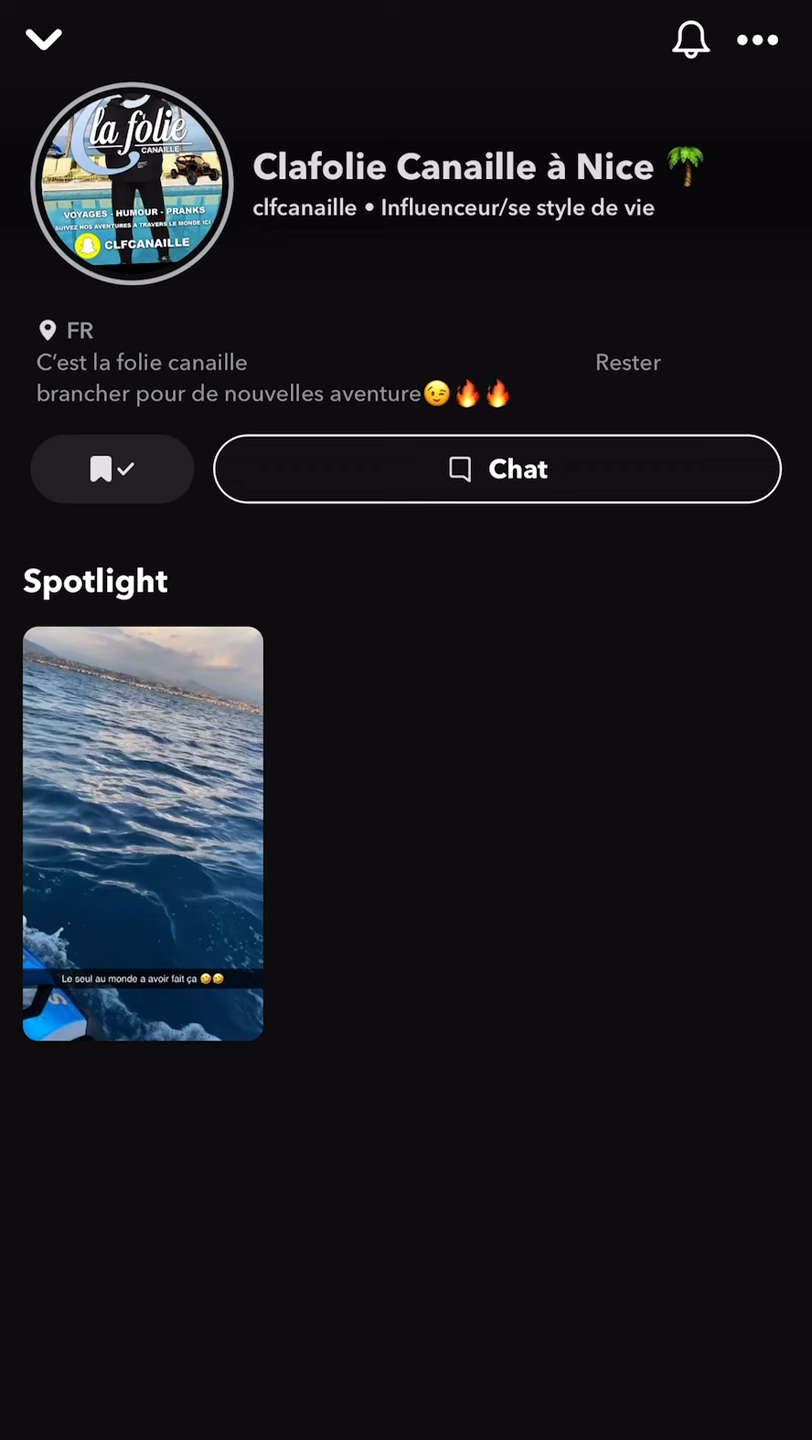 la folie
CANAILLE
VOYAGES - HUMOUR - PRANKS
SUIVEZ NOS AVENTURES A TRAVERS LE MONDE ICI
CLFCANAILLE
Clafolie Canaille à Nice 🌴
clfcanaille • Influenceur/se style de vie
FR
C’est la folie canaille Rester
brancher pour de nouvelles aventure😉🔥🔥
Chat
Spotlight
Le seul au monde a avoir fait ça 🤣🤣